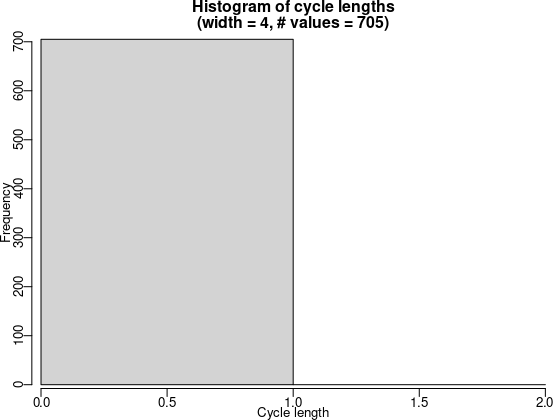 Histogram of cycle lengths
(width = 4, # values = 705)
700
600
500
400
300
200
100
0
Frequency
0.0 0.5 1.0 1.5 2.0
Cycle length